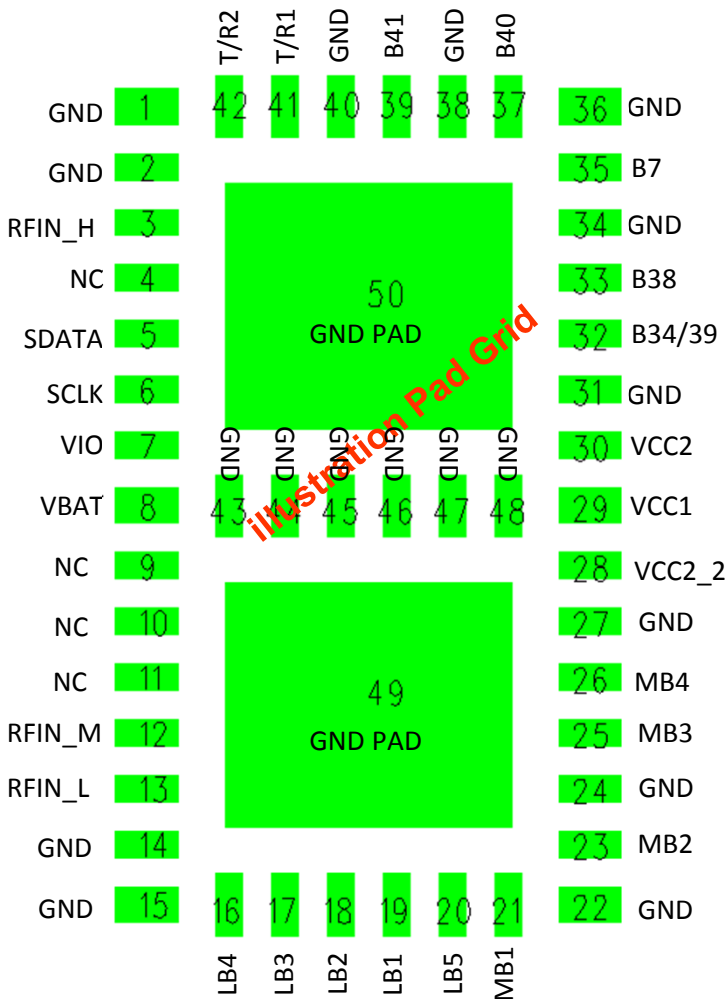 T/R2 T/R1 GND B41 GND B40
GND 1 42 41 40 39 38 37 36 GND
GND 2 35 B7
RFIN_H 3 34 GND
NC 4 50 33 B38
SDATA 5 GND PAD 32 B34/39
SCLK 6 31 GND
illustration Pad Grid
VIO 7 GND GND GND GND GND GND 30 VCC2
VBAT 8 43 44 45 46 47 48 29 VCC1
NC 9 28 VCC2_2
NC 10 27 GND
NC 11 49 26 MB4
RFIN_M 12 GND PAD 25 MB3
RFIN_L 13 24 GND
GND 14 23 MB2
GND 15 16 17 18 19 20 21 22 GND
LB4 LB3 LB2 LB1 LB5 MB1